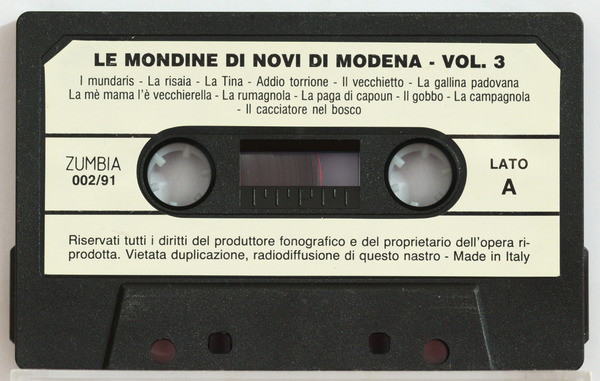 LE MONDINE DI NOVI DI MODENA - VOL. 3
I mundaris - La risaia - La Tina - Addio torrione - Il vecchietto - La gallina padovana
La mè mama l'è vecchierella - La rumagnola - La paga di capoun - Il gobbo - La campagnola
- Il cacciatore nel bosco
ZUMBIA
002/91
LATO
A
Riservati tutti i diritti del produttore fonografico e del proprietario dell'opera ri-
prodotta. Vietata duplicazione, radiodiffusione di questo nastro - Made in Italy